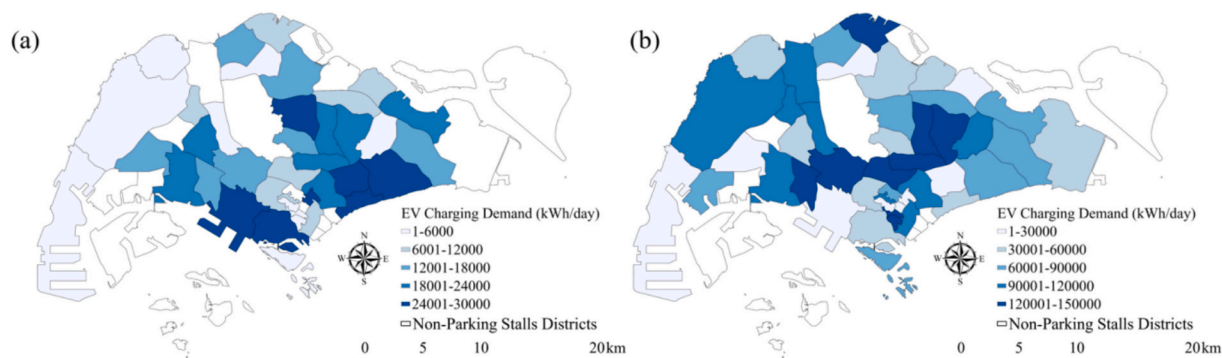 (a)
EV Charging Demand (kWh/day)
1-6000
6001-12000
12001-18000
18001-24000
24001-30000
Non-Parking Stalls Districts
N
W E
S
0 5 10 20km
(b)
EV Charging Demand (kWh/day)
1-30000
30001-60000
60001-90000
90001-120000
120001-150000
Non-Parking Stalls Districts
N
W E
S
0 5 10 20km